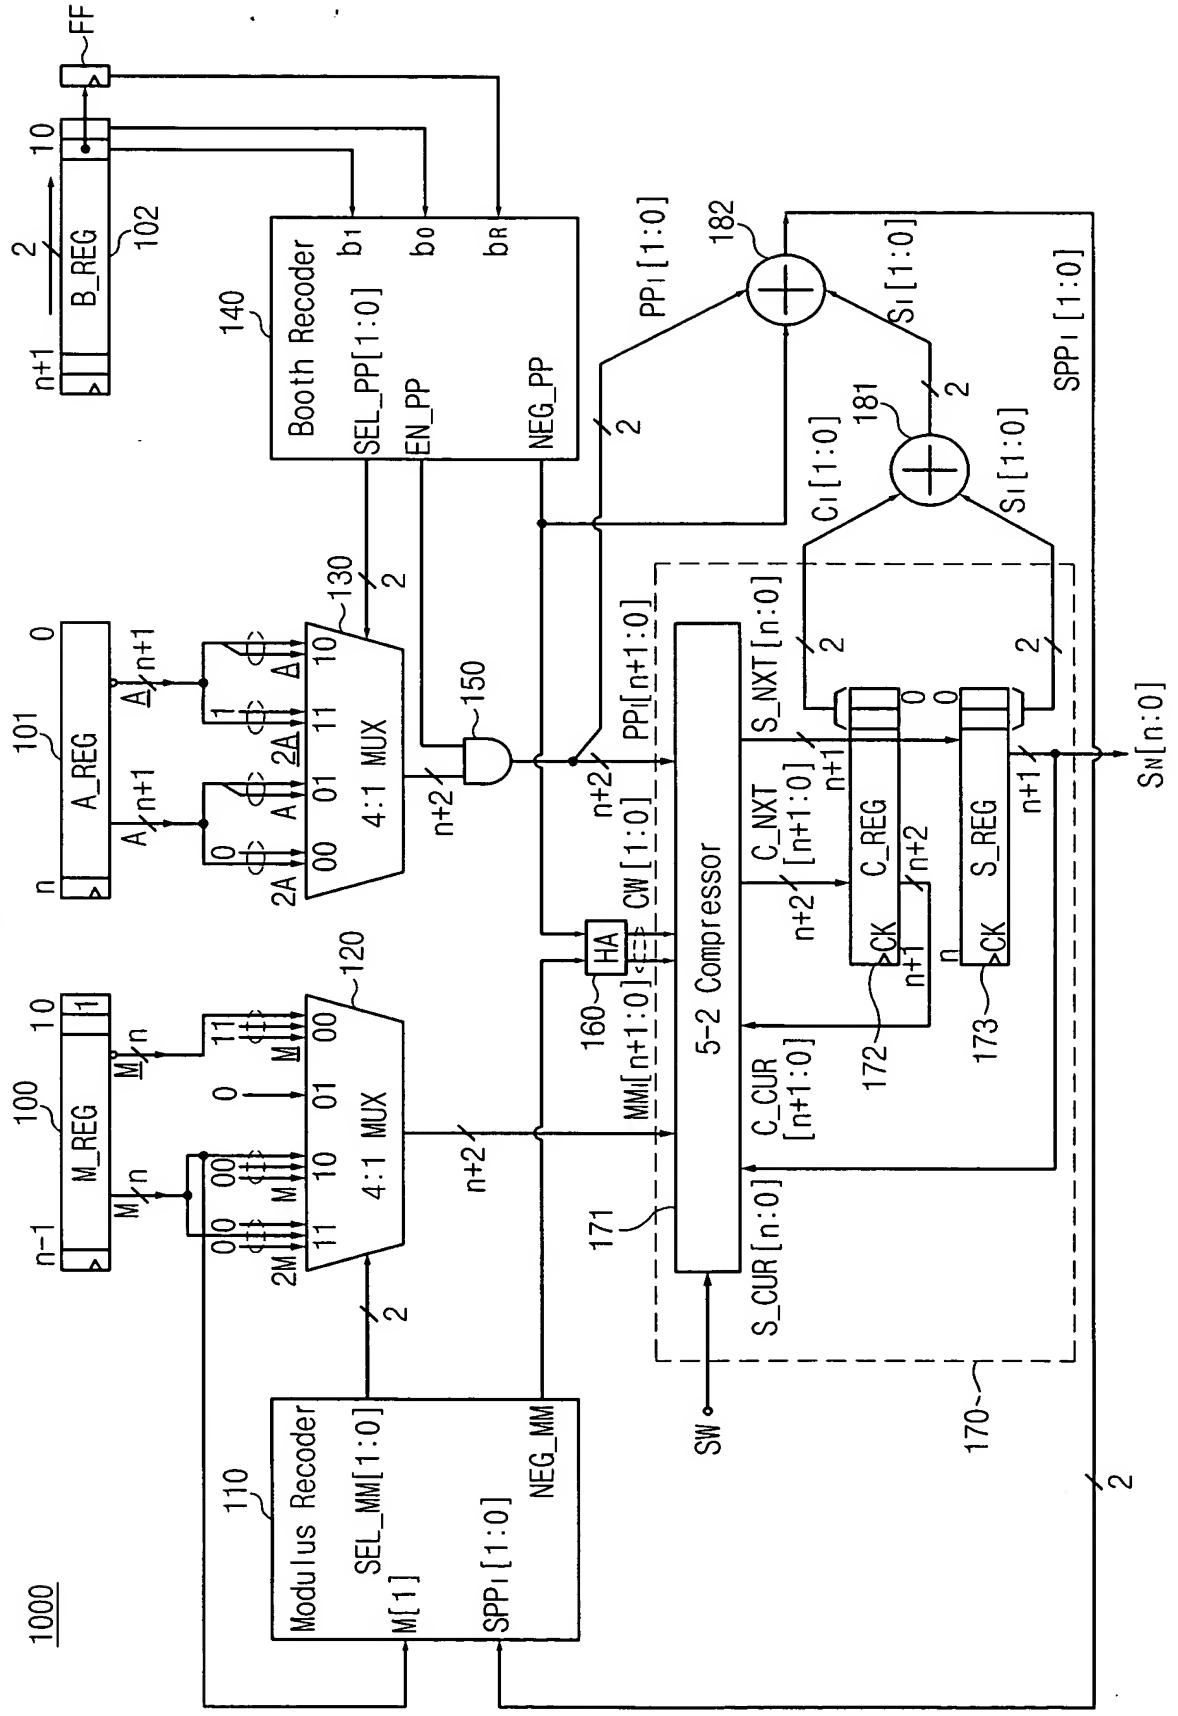 1000
110
Modulus Recoder
SEL_MM[1:0]
M[1]
SPPI[1:0]
NEG_MM
2
n-1
100
M_REG
1 0
1
M
n
M
n
0 0
00
0
11
2M
M
M
11
10
01
00
4:1 MUX
120
n+2
n
101
A_REG
0
A
n+1
A
n+1
0
1
2A
A
2A
A
00
01
11
10
4:1 MUX
130
2
n+2
150
n+1
2
B_REG
102
1 0
FF
140
Booth Recoder
b1
b0
bR
SEL_PP[1:0]
EN_PP
NEG_PP
160
HA
MMI[n+1:0]
CW[1:0]
n+2
PPI[n+1:0]
2
PPI[1:0]
182
SI[1:0]
2
181
CI[1:0]
SI[1:0]
SPPI [1:0]
171
5-2 Compressor
SW
S_CUR[n:0]
C_CUR
[n+1:0]
n+2
C_NXT
[n+1:0]
n+1
S_NXT[n:0]
172
CK
C_REG
0
n+1
n+2
2
173
n
CK
S_REG
0
n+1
2
170
SN[n:0]
2